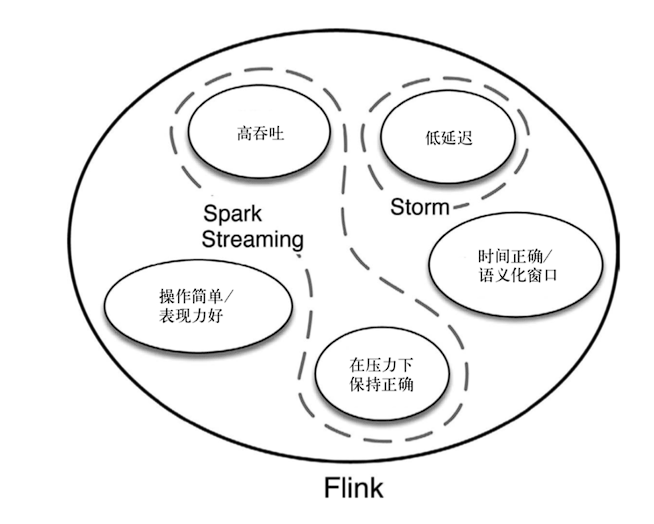 高吞吐
低延迟
Spark
Streaming
Storm
时间正确/
语义化窗口
操作简单/
表现力好
在压力下
保持正确
Flink